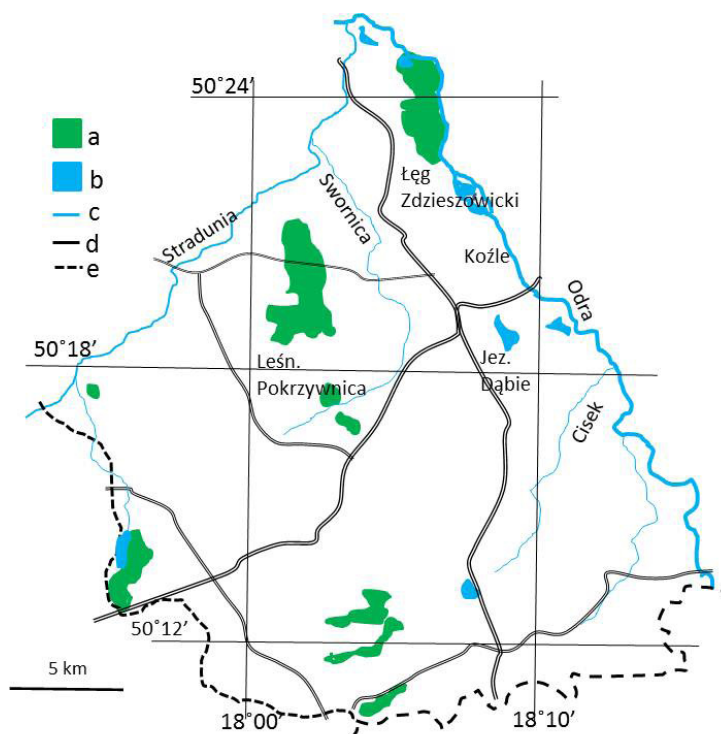 50˚24’
a
b
c
d
e
Łęg
Zdzieszowicki
Swornica
Stradunia
Koźle
Odra
50˚18’
Leśn.
Pokrzywnica
Jez.
Dąbie
Cisek
50˚12’
5 km
18˚00’
18˚10’